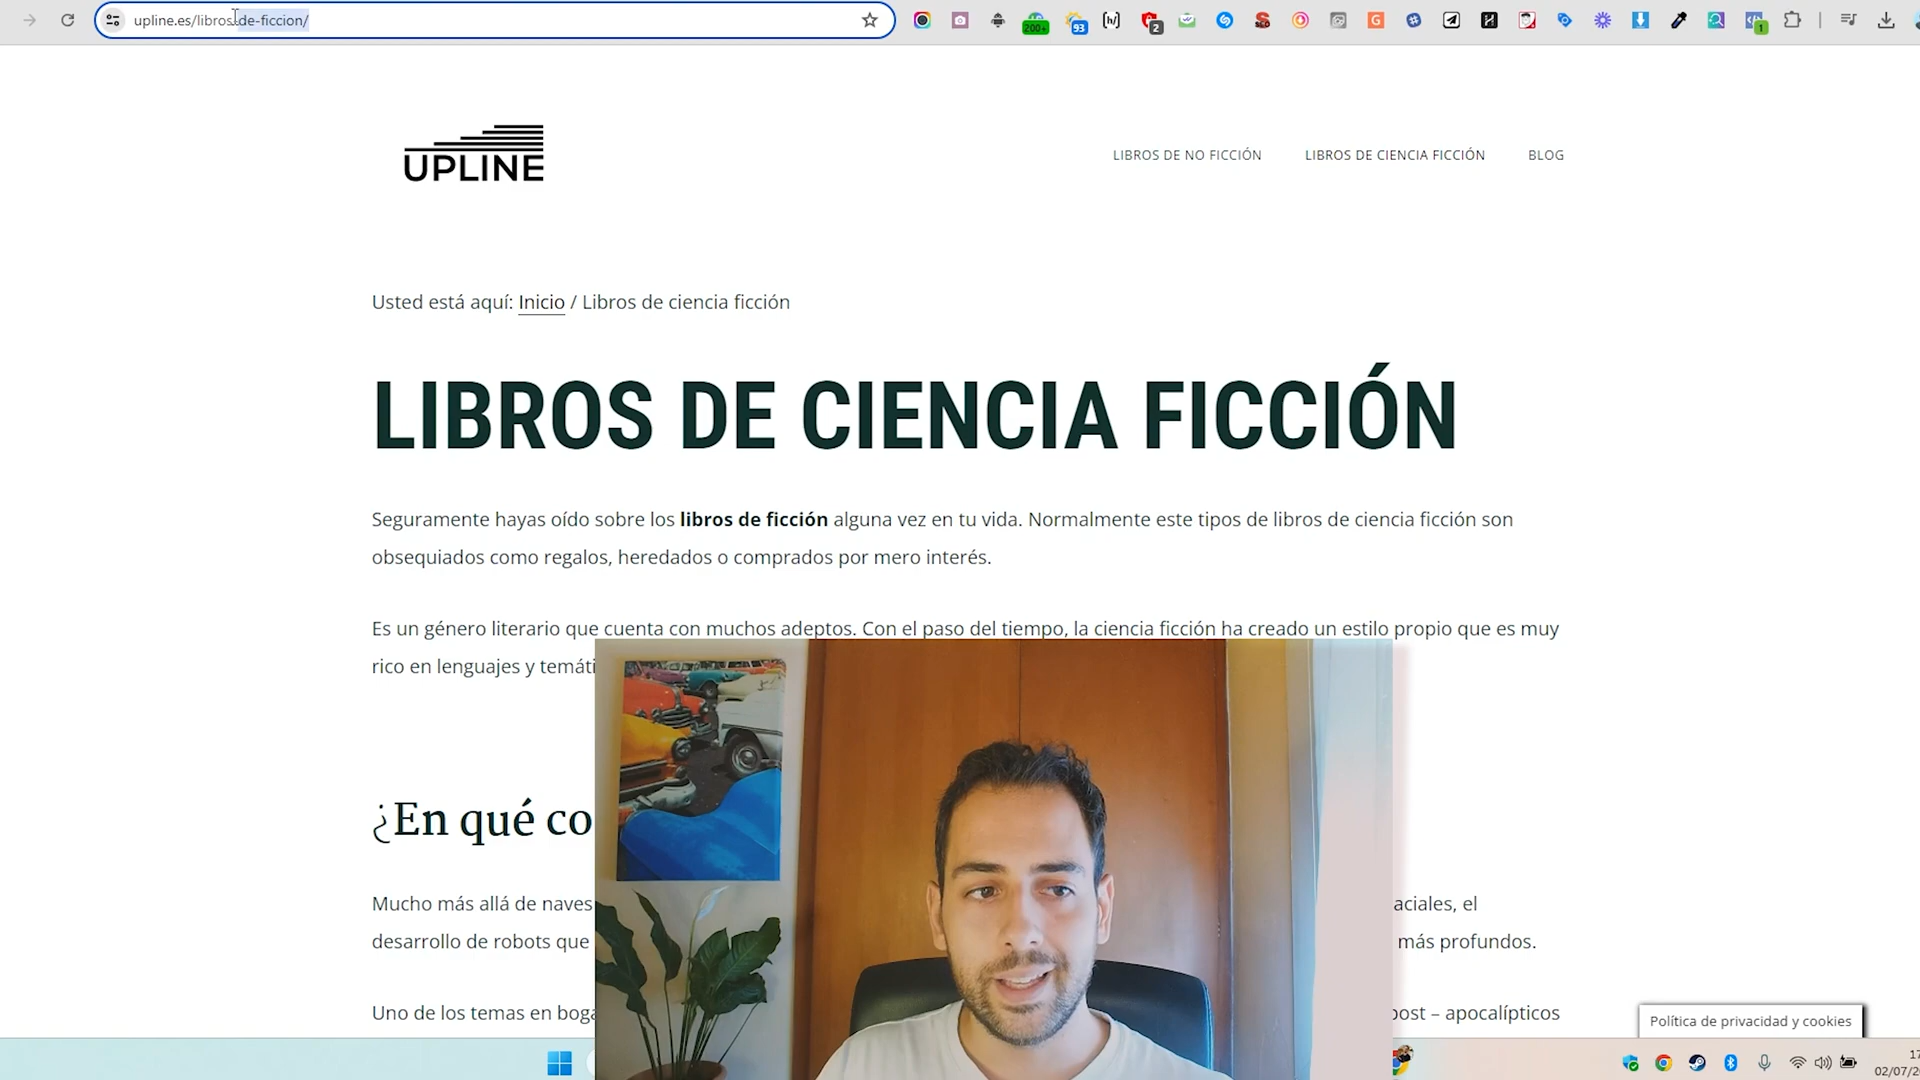 upline.es/libros-de-ficcion/
200+
93
2
1
UPLINE
LIBROS DE NO FICCIÓN
LIBROS DE CIENCIA FICCIÓN
BLOG
Usted está aquí: Inicio / Libros de ciencia ficción
LIBROS DE CIENCIA FICCIÓN
Seguramente hayas oído sobre los libros de ficción alguna vez en tu vida. Normalmente este tipos de libros de ciencia ficción son
obsequiados como regalos, heredados o comprados por mero interés.
Es un género literario que cuenta con muchos adeptos. Con el paso del tiempo, la ciencia ficción ha creado un estilo propio que es muy
rico en lenguajes y temáti
¿En qué co
Mucho más allá de naves aciales, el
desarrollo de robots que más profundos.
Uno de los temas en boga post – apocalípticos
Política de privacidad y cookies
17
02/07/2